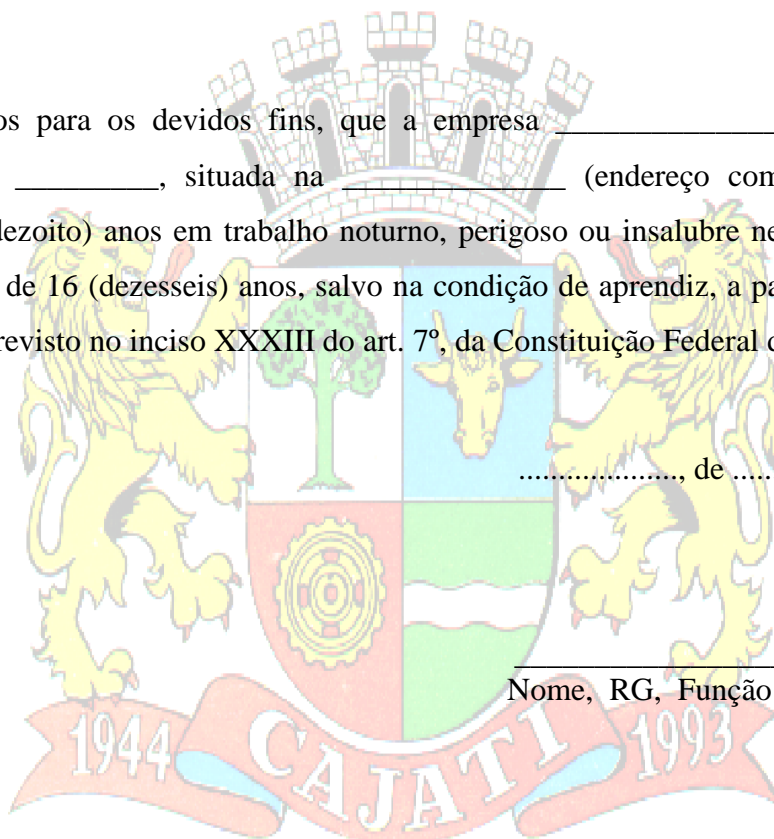 os para os devidos fins, que a empresa _______________
_________, situada na ______________ (endereço com
dezoito) anos em trabalho noturno, perigoso ou insalubre ne
de 16 (dezesseis) anos, salvo na condição de aprendiz, a pa
revisto no inciso XXXIII do art. 7º, da Constituição Federal
...................., de .....
_________________
Nome, RG, Função
1944 CAJATI 1993